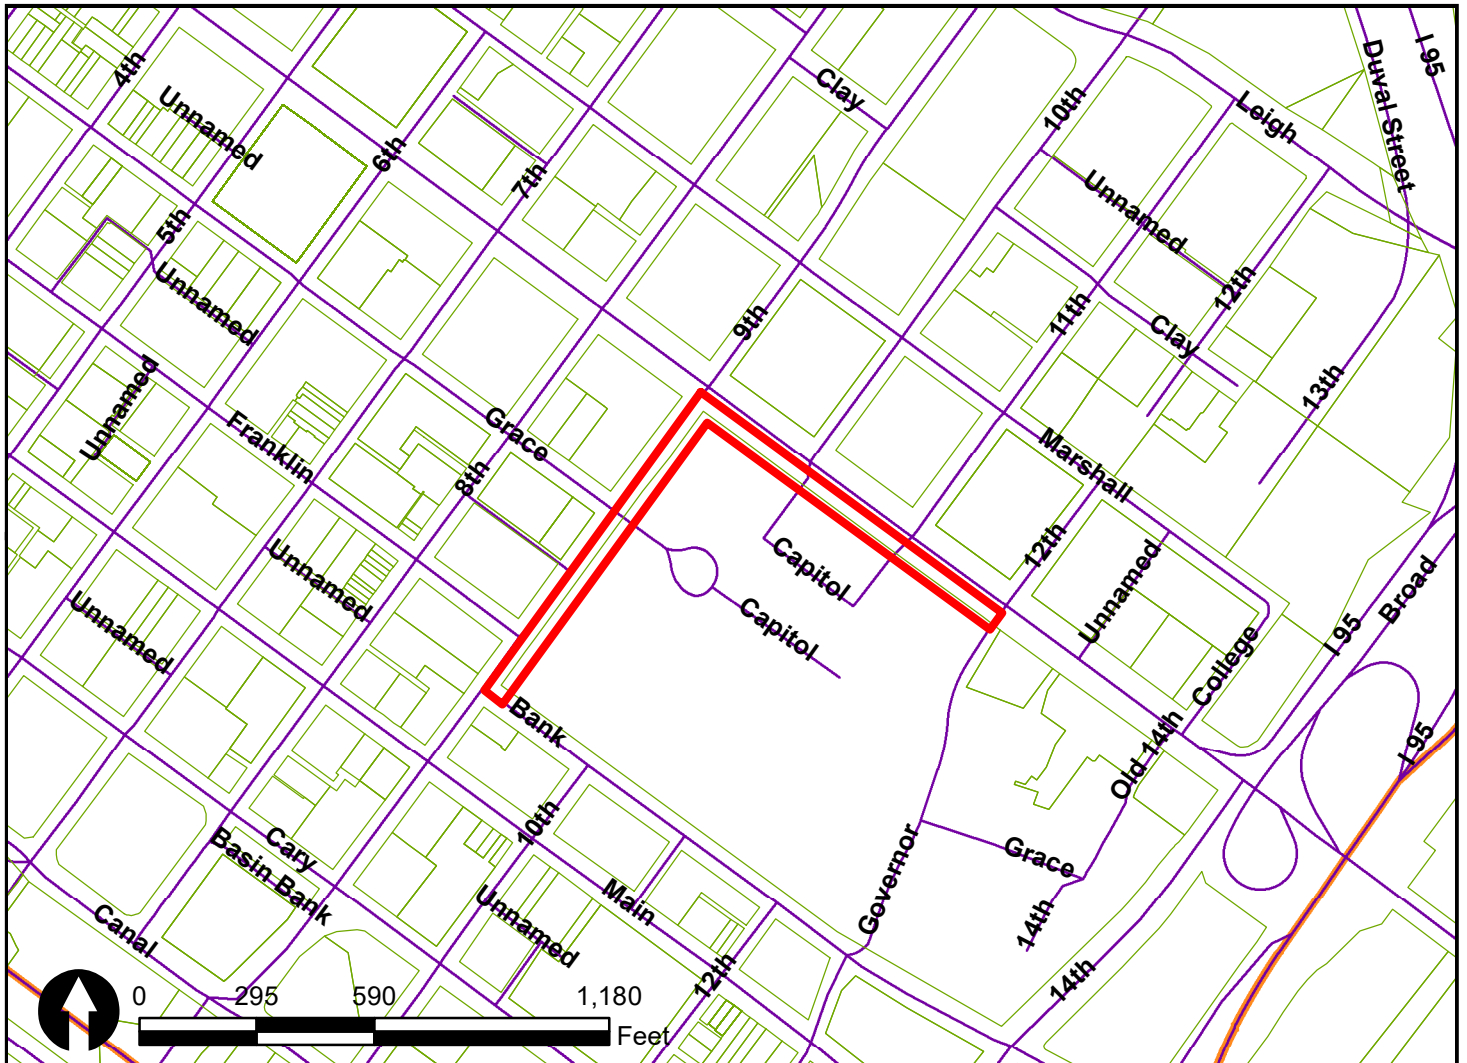 4th
Unnamed
6th
7th
Clay
10th
Leigh
Duval Street
I 95
5th
Unnamed
Unnamed
12th
9th
11th
Clay
13th
Unnamed
Franklin
Grace
8th
Marshall
12th
Unnamed
Capitol
Unnamed
Capitol
Unnamed
Broad
I 95
College
Bank
Old 14th
I 95
10th
Cary
Basin Bank
Canal
Unnamed
Main
Governor
Grace
14th
12th
14th
0 295 590 1,180
Feet